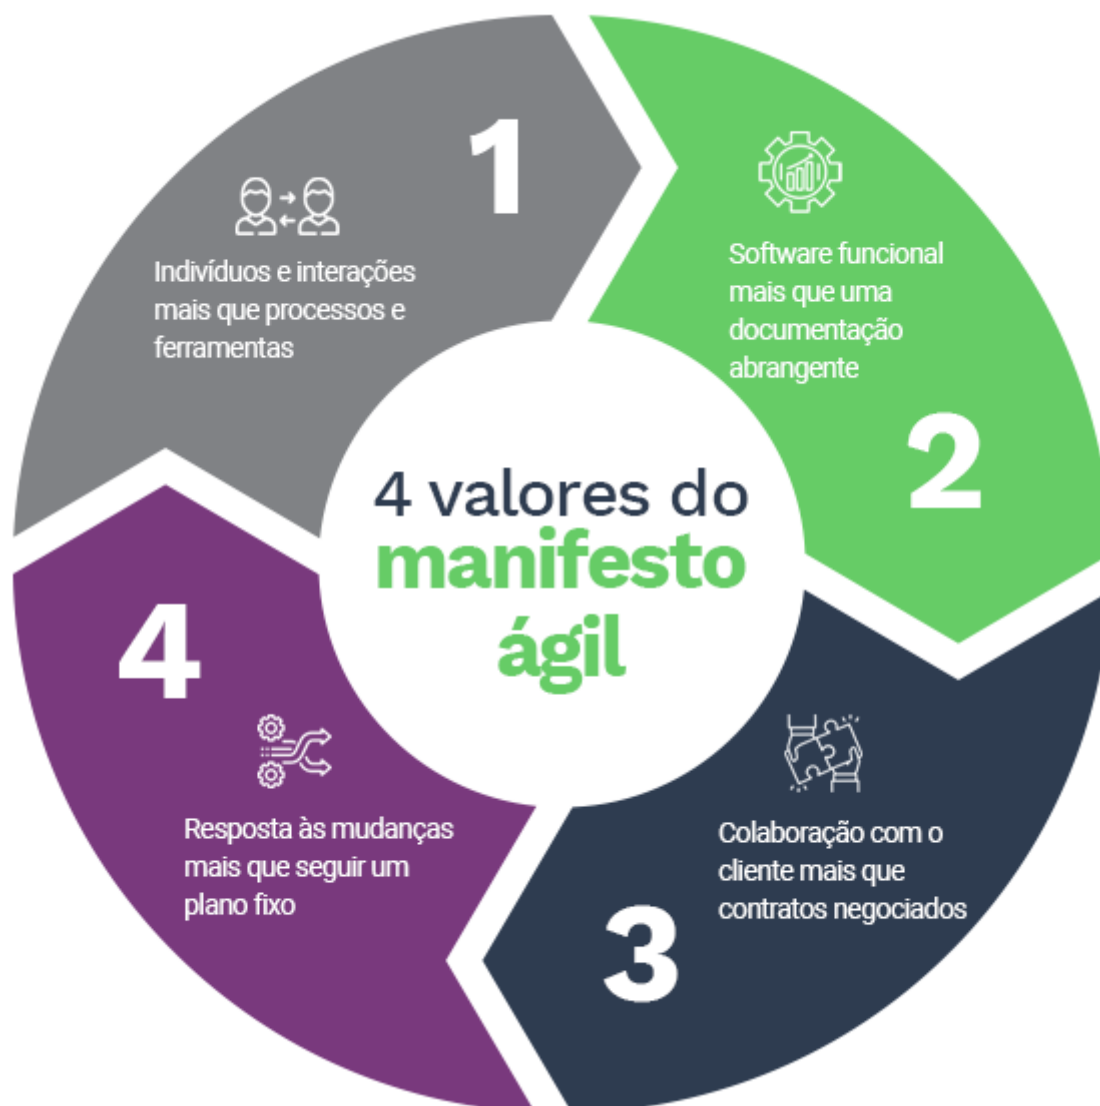 1
Indivíduos e interações
mais que processos e
ferramentas
Software funcional
mais que uma
documentação
abrangente
2
4 valores do
manifesto
ágil
4
Resposta às mudanças
mais que seguir um
plano fixo
Colaboração com o
cliente mais que
contratos negociados
3